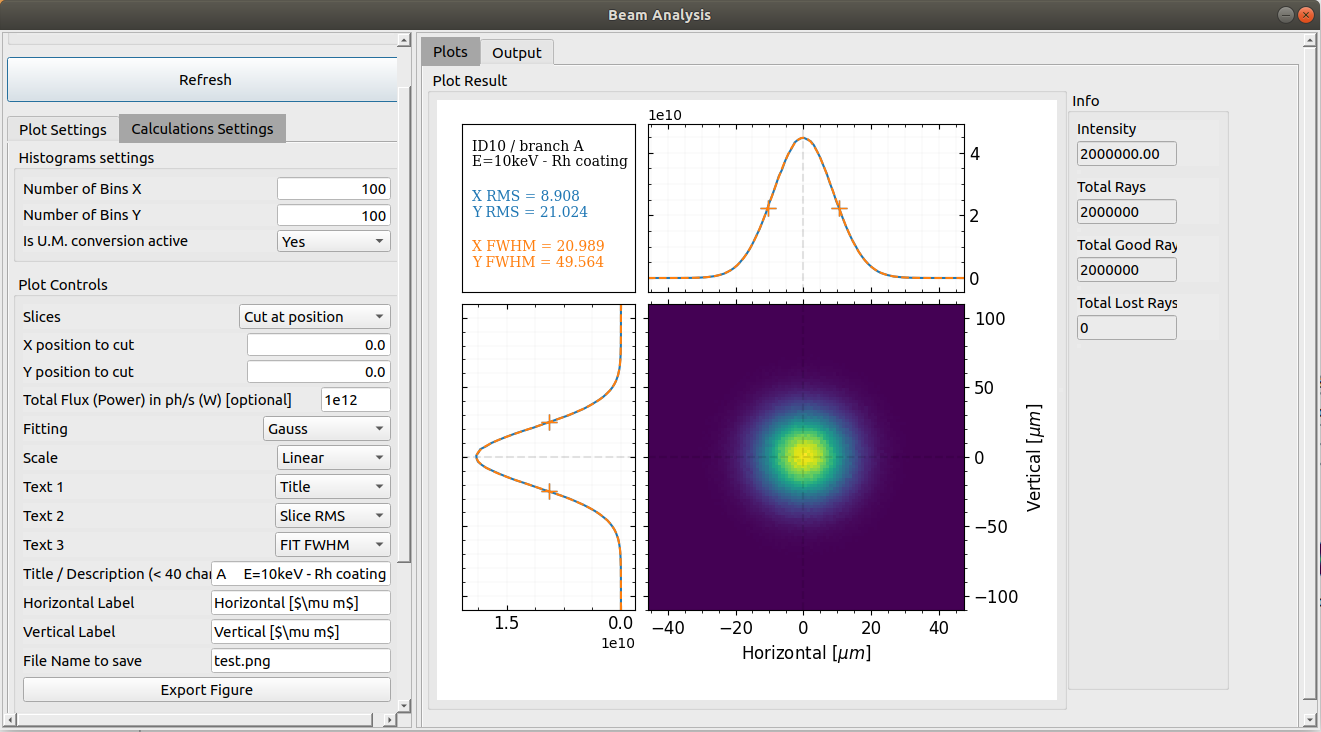 Beam Analysis
Refresh
Plot Settings
Calculations Settings
Histograms settings
Number of Bins X 100
Number of Bins Y 100
Is U.M. conversion active Yes
Plot Controls
Slices Cut at position
X position to cut 0.0
Y position to cut 0.0
Total Flux (Power) in ph/s (W) [optional] 1e12
Fitting Gauss
Scale Linear
Text 1 Title
Text 2 Slice RMS
Text 3 FIT FWHM
Title / Description (< 40 char A E=10keV - Rh coating
Horizontal Label Horizontal [$\mu m$]
Vertical Label Vertical [$\mu m$]
File Name to save test.png
Export Figure
Plots
Output
Plot Result
ID10 / branch A
E=10keV - Rh coating
X RMS = 8.908
Y RMS = 21.024
X FWHM = 20.989
Y FWHM = 49.564
1e10
4
2
0
1.5 0.0
1e10
100
50
0
−50
−100
Vertical [μm]
−40 −20 0 20 40
Horizontal [μm]
Info
Intensity
2000000.00
Total Rays
2000000
Total Good Ray
2000000
Total Lost Rays
0